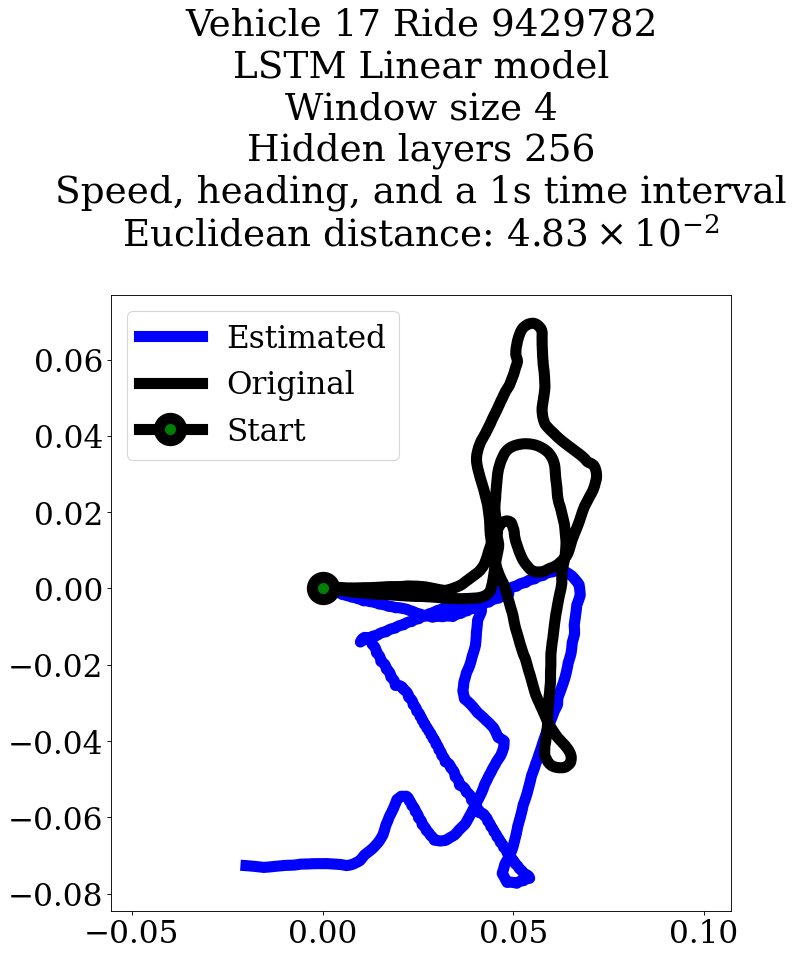 Vehicle 17 Ride 9429782
LSTM Linear model
Window size 4
Hidden layers 256
Speed, heading, and a 1s time interval
Euclidean distance: 4.83 × 10⁻²
Estimated
Original
Start
0.06
0.04
0.02
0.00
−0.02
−0.04
−0.06
−0.08
−0.05 0.00 0.05 0.10